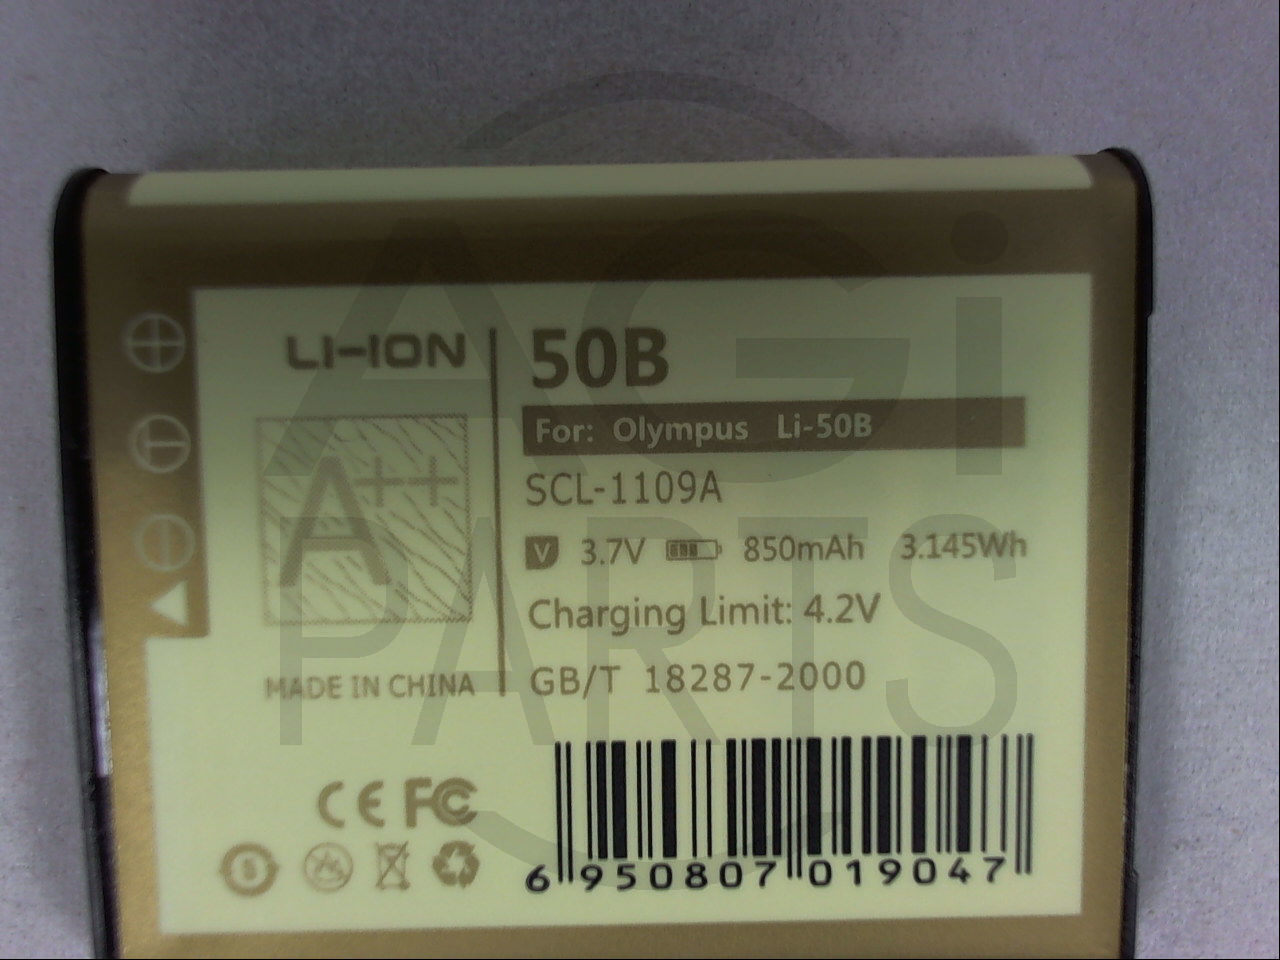 LI-ION
50B
For: Olympus Li-50B
A++
SCL-1109A
V 3.7V 850mAh 3.145Wh
Charging Limit: 4.2V
MADE IN CHINA
GB/T 18287-2000
CE FC
S
6 950807 019047
AGi
PARTS